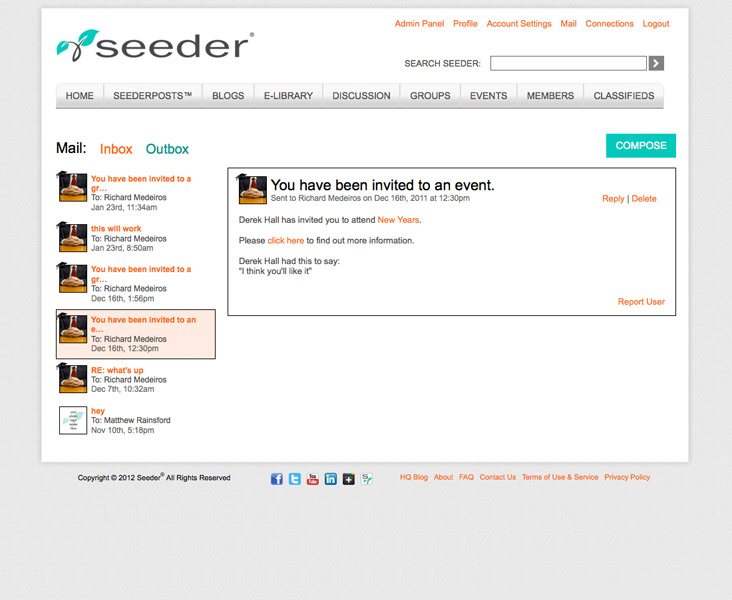 Admin Panel Profile Account Settings Mail Connections Logout
seeder®
SEARCH SEEDER:
HOME SEEDERPOSTS™ BLOGS E-LIBRARY DISCUSSION GROUPS EVENTS MEMBERS CLASSIFIEDS
Mail: Inbox Outbox
COMPOSE
You have been invited to a
gr...
To: Richard Medeiros
Jan 23rd, 11:34am
this will work
To: Richard Medeiros
Jan 23rd, 8:50am
You have been invited to a
gr...
To: Richard Medeiros
Dec 16th, 1:56pm
You have been invited to an
e...
To: Richard Medeiros
Dec 16th, 12:30pm
RE: what's up
To: Richard Medeiros
Dec 7th, 10:32am
hey
To: Matthew Rainsford
Nov 10th, 5:18pm
You have been invited to an event.
Sent to Richard Medeiros on Dec 16th, 2011 at 12:30pm
Reply | Delete
Derek Hall has invited you to attend New Years.
Please click here to find out more information.
Derek Hall had this to say:
"I think you'll like it"
Report User
Copyright © 2012 Seeder® All Rights Reserved
HQ Blog About FAQ Contact Us Terms of Use & Service Privacy Policy